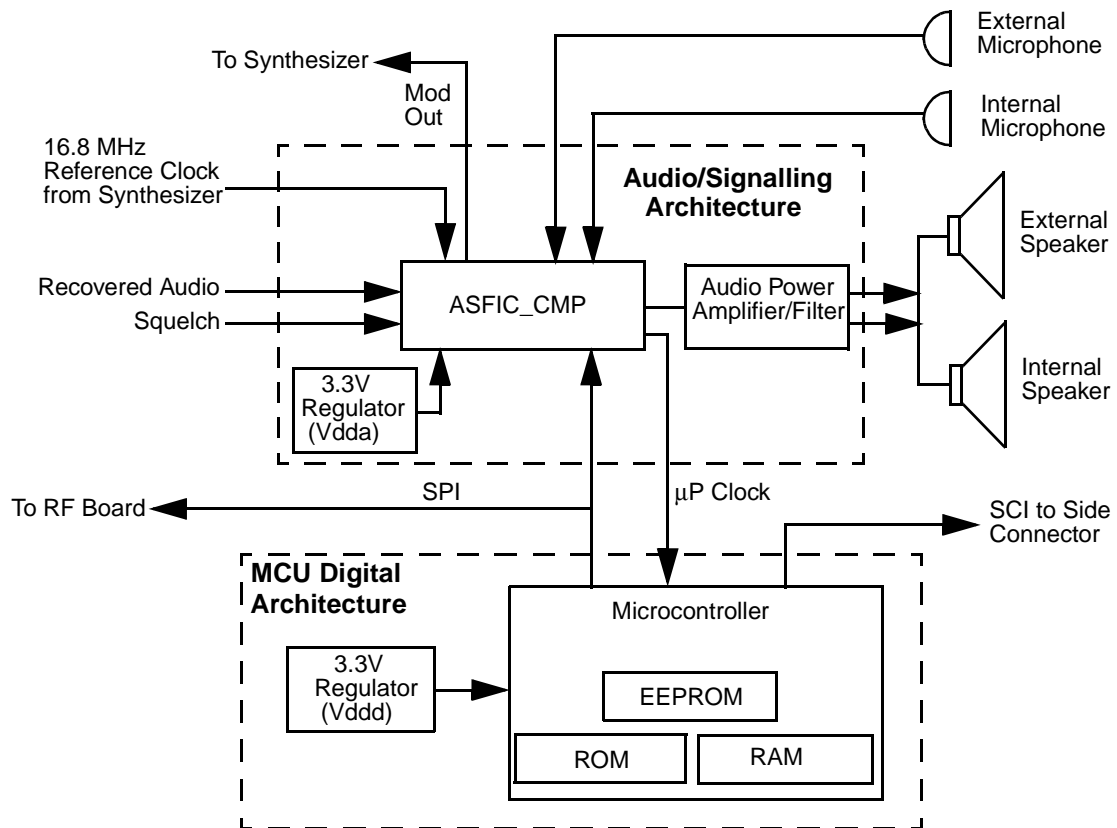 External
Microphone
To Synthesizer
Mod
Out
Internal
Microphone
16.8 MHz
Reference Clock
from Synthesizer
Audio/Signalling
Architecture
External
Speaker
Recovered Audio
Squelch
ASFIC_CMP
Audio Power
Amplifier/Filter
3.3V
Regulator
(Vdda)
Internal
Speaker
To RF Board
SPI
μP Clock
SCI to Side
Connector
MCU Digital
Architecture
Microcontroller
3.3V
Regulator
(Vddd)
EEPROM
ROM
RAM